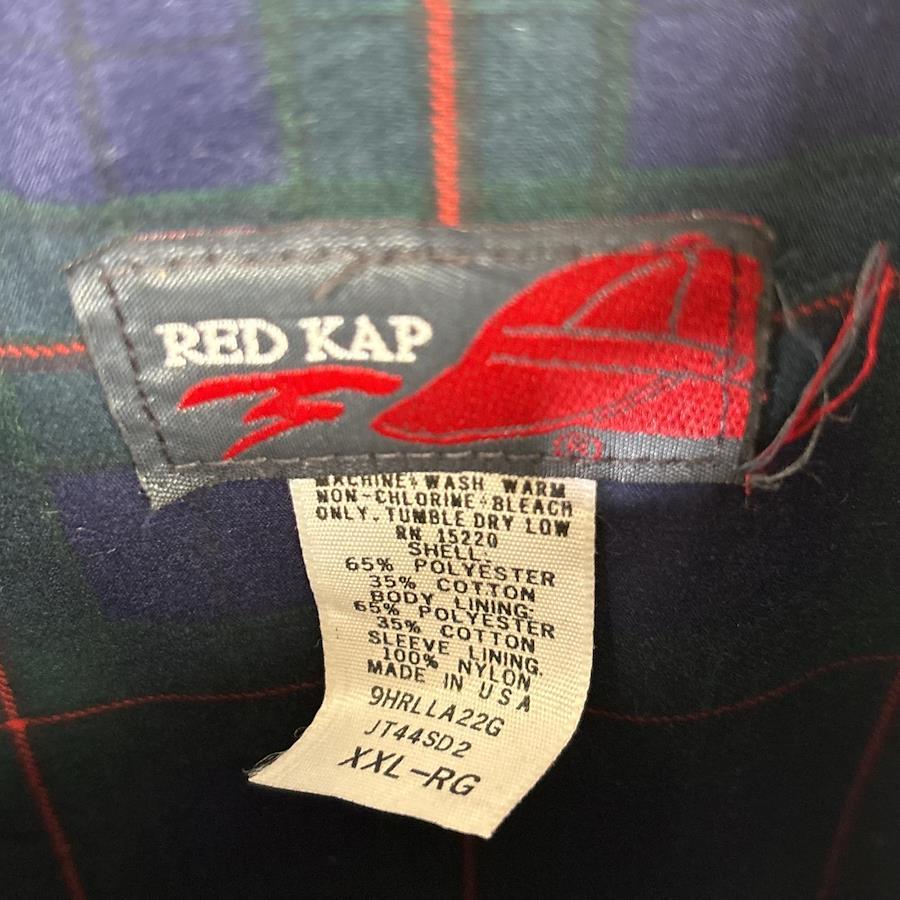 RED KAP
®
MACHINE WASH WARM
NON-CHLORINE BLEACH
ONLY. TUMBLE DRY LOW
RN 15220
SHELL:
65% POLYESTER
35% COTTON
BODY LINING:
65% POLYESTER
35% COTTON
SLEEVE LINING.
100% NYLON
MADE IN USA
9HRLLA22G
JT44SD2
XXL-RG